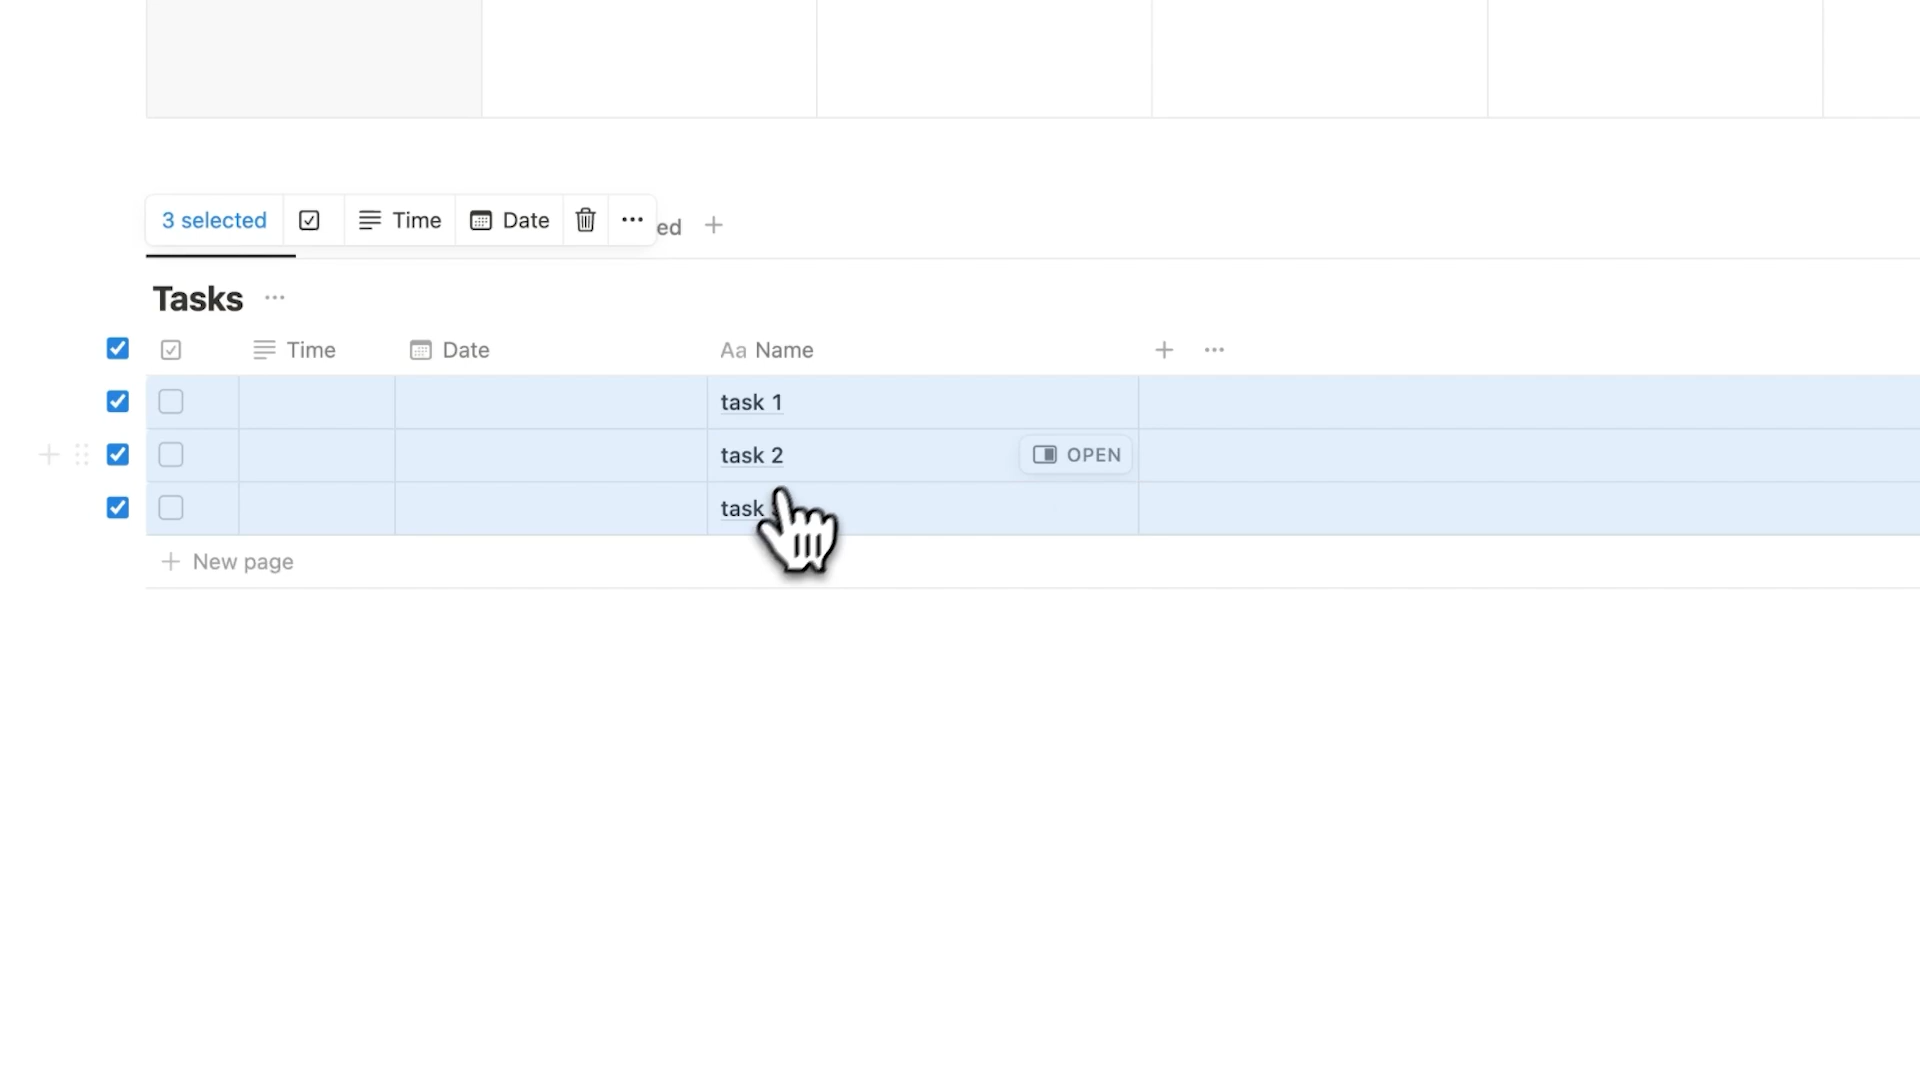 3 selected Time Date ed
Tasks
Time Date Aa Name
task 1
task 2 OPEN
task
New page